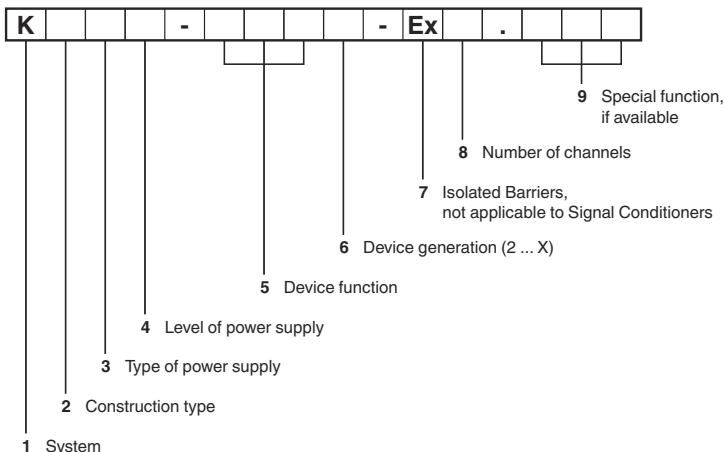 K - - Ex .
9 Special function,
if available
8 Number of channels
7 Isolated Barriers,
not applicable to Signal Conditioners
6 Device generation (2 ... X)
5 Device function
4 Level of power supply
3 Type of power supply
2 Construction type
1 System